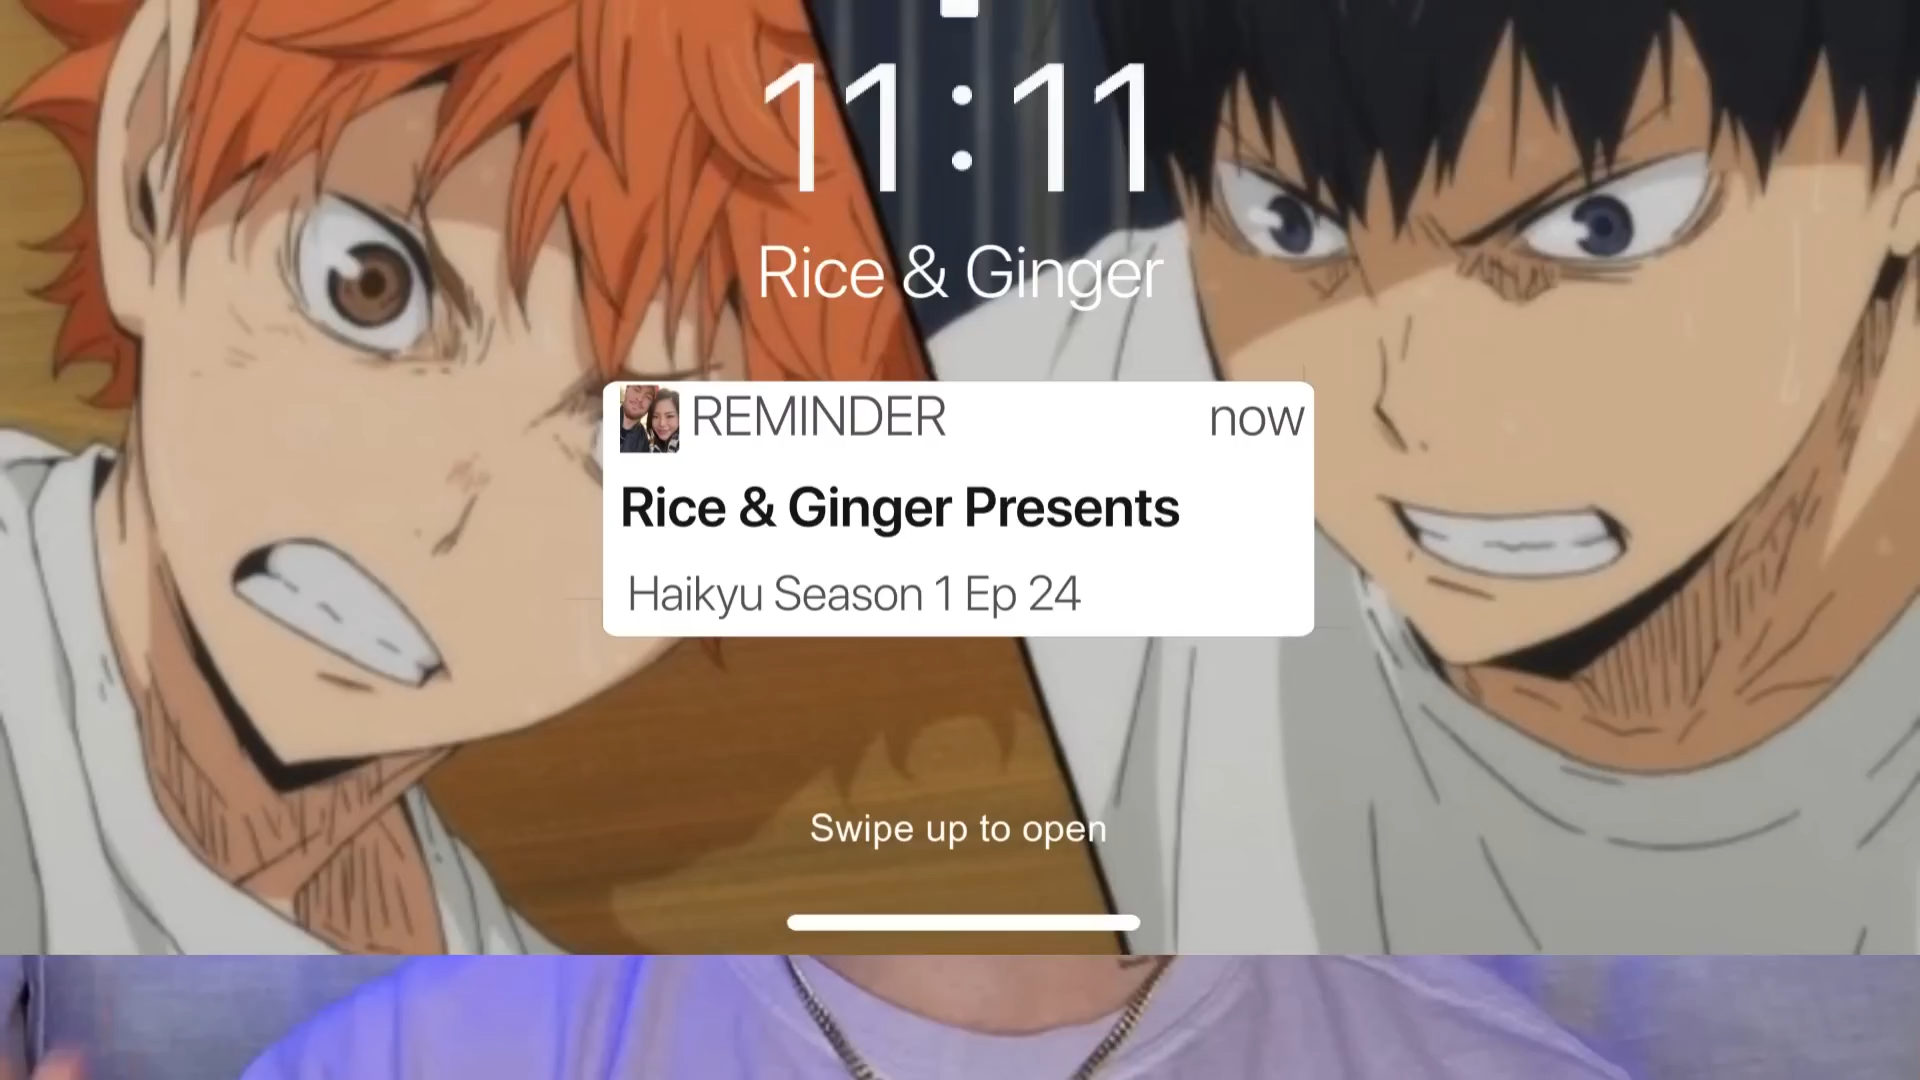 11:11
Rice & Ginger
REMINDER now
Rice & Ginger Presents
Haikyu Season 1 Ep 24
Swipe up to open